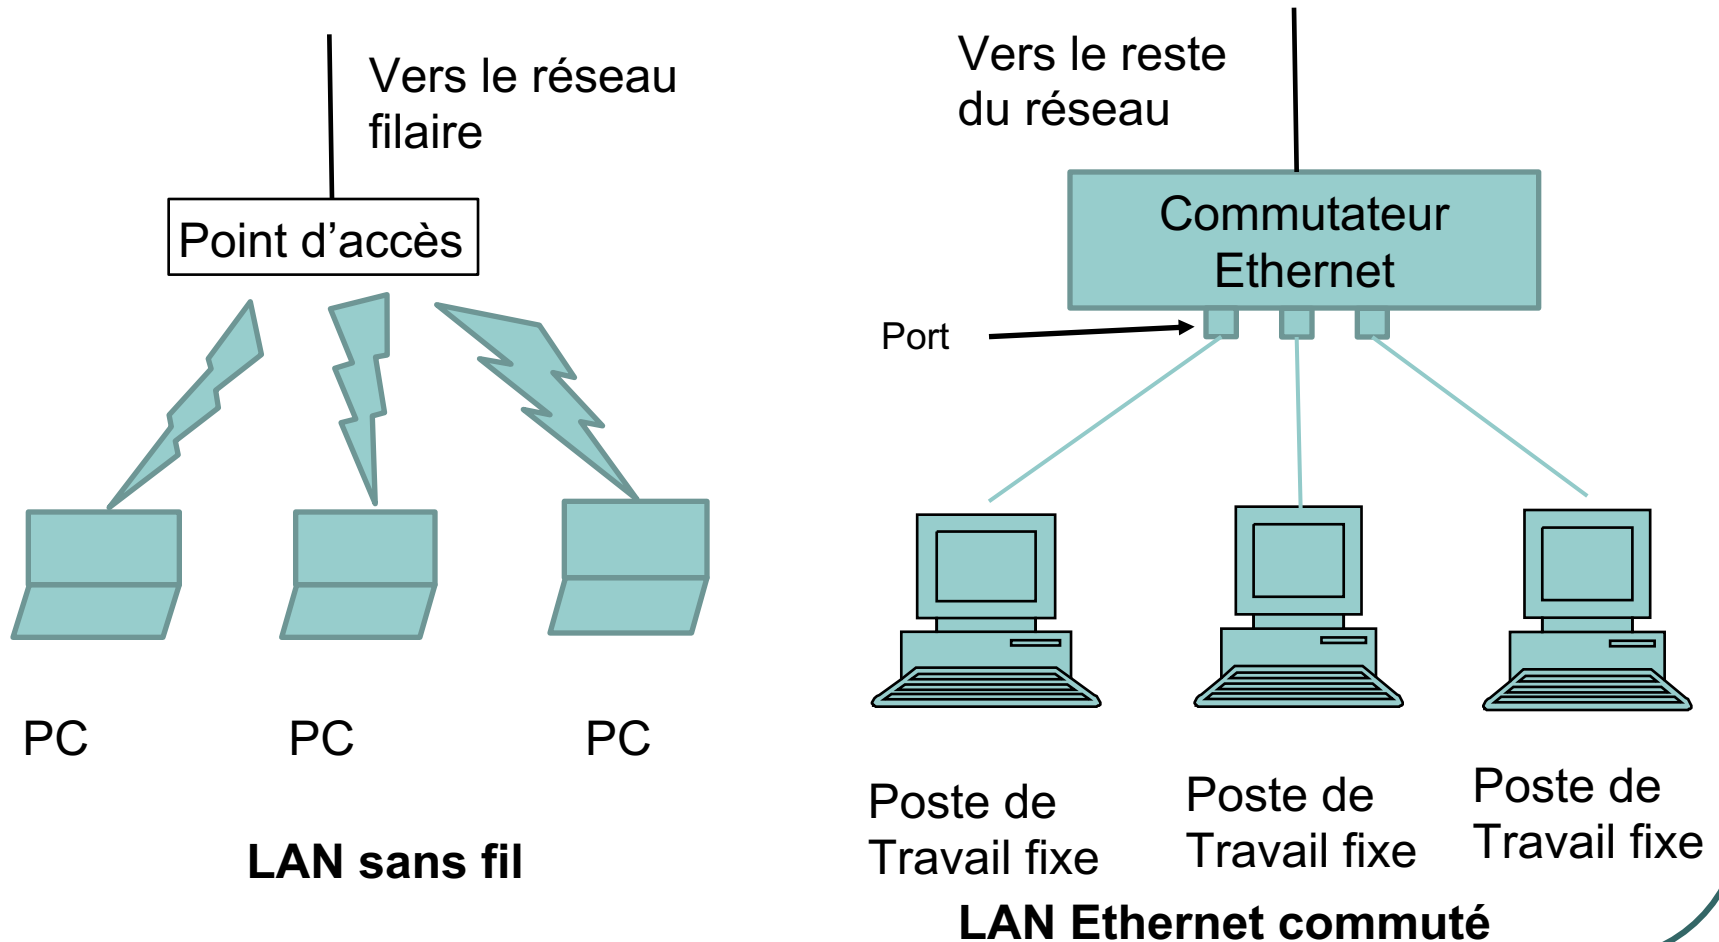 Vers le réseau
filaire
Point d'accès
PC
PC
PC
LAN sans fil
Vers le reste
du réseau
Commutateur
Ethernet
Port
Poste de
Travail fixe
Poste de
Travail fixe
Poste de
Travail fixe
LAN Ethernet commuté